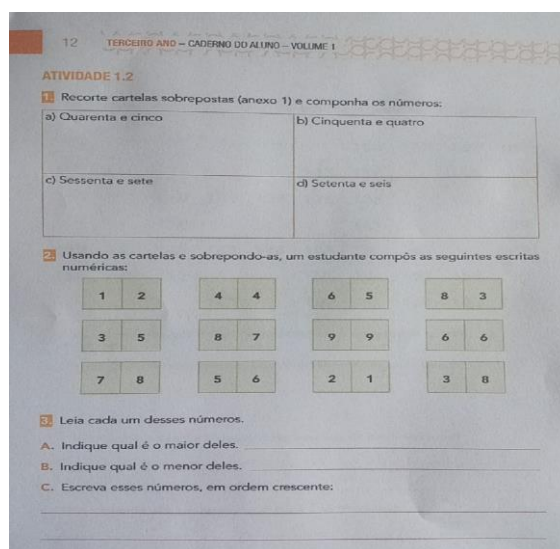 12 TERCEIRO ANO – CADERNO DO ALUNO – VOLUME 1
ATIVIDADE 1.2
1. Recorte cartelas sobrepostas (anexo 1) e componha os números:
a) Quarenta e cinco
b) Cinquenta e quatro
c) Sessenta e sete
d) Setenta e seis
2. Usando as cartelas e sobrepondo-as, um estudante compôs as seguintes escritas
numéricas:
1 2 4 4 6 5 8 3
3 5 8 7 9 9 6 6
7 8 5 6 2 1 3 8
3. Leia cada um desses números.
A. Indique qual é o maior deles.
B. Indique qual é o menor deles.
C. Escreva esses números, em ordem crescente: